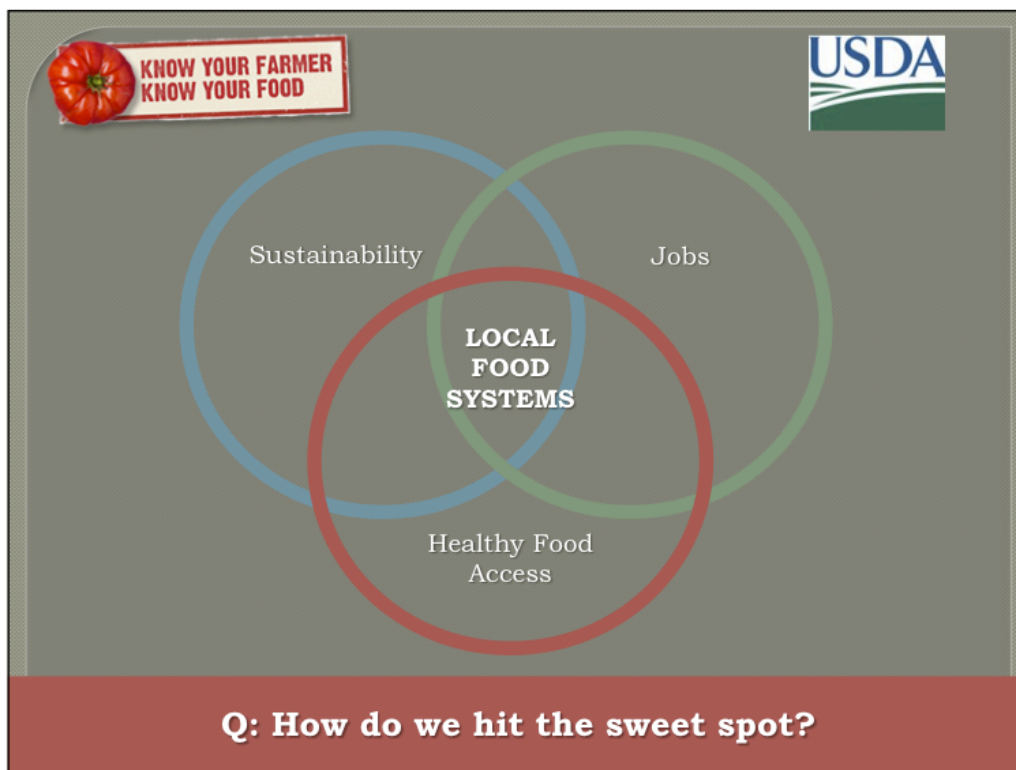 KNOW YOUR FARMER
KNOW YOUR FOOD
USDA
Sustainability
Jobs
LOCAL
FOOD
SYSTEMS
Healthy Food
Access
Q: How do we hit the sweet spot?